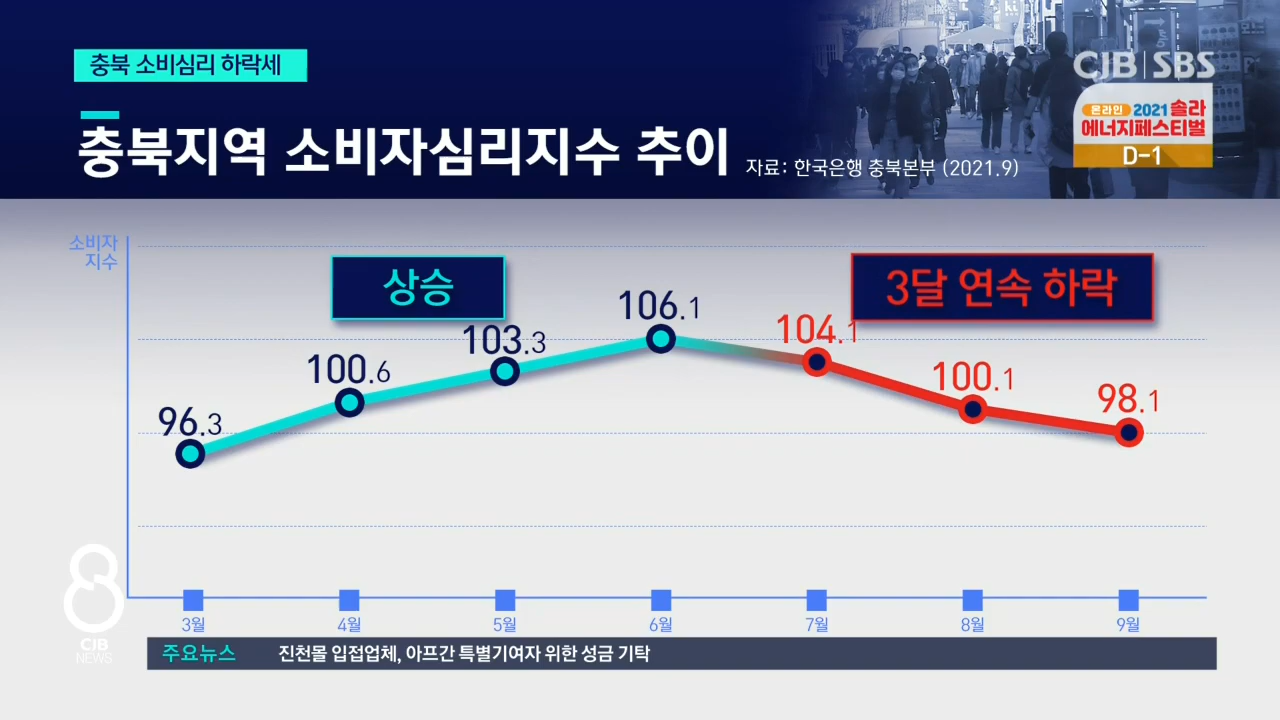 충북 소비심리 하락세
CJB SBS
온라인 2021 솔라
에너지페스티벌
D-1
충북지역 소비자심리지수 추이
자료: 한국은행 충북본부 (2021.9)
소비자
지수
상승
3달 연속 하락
96.3
100.6
103.3
106.1
104.1
100.1
98.1
3월
4월
5월
6월
7월
8월
9월
8
CJB
NEWS
주요뉴스 진천몰 입접업체, 아프간 특별기여자 위한 성금 기탁